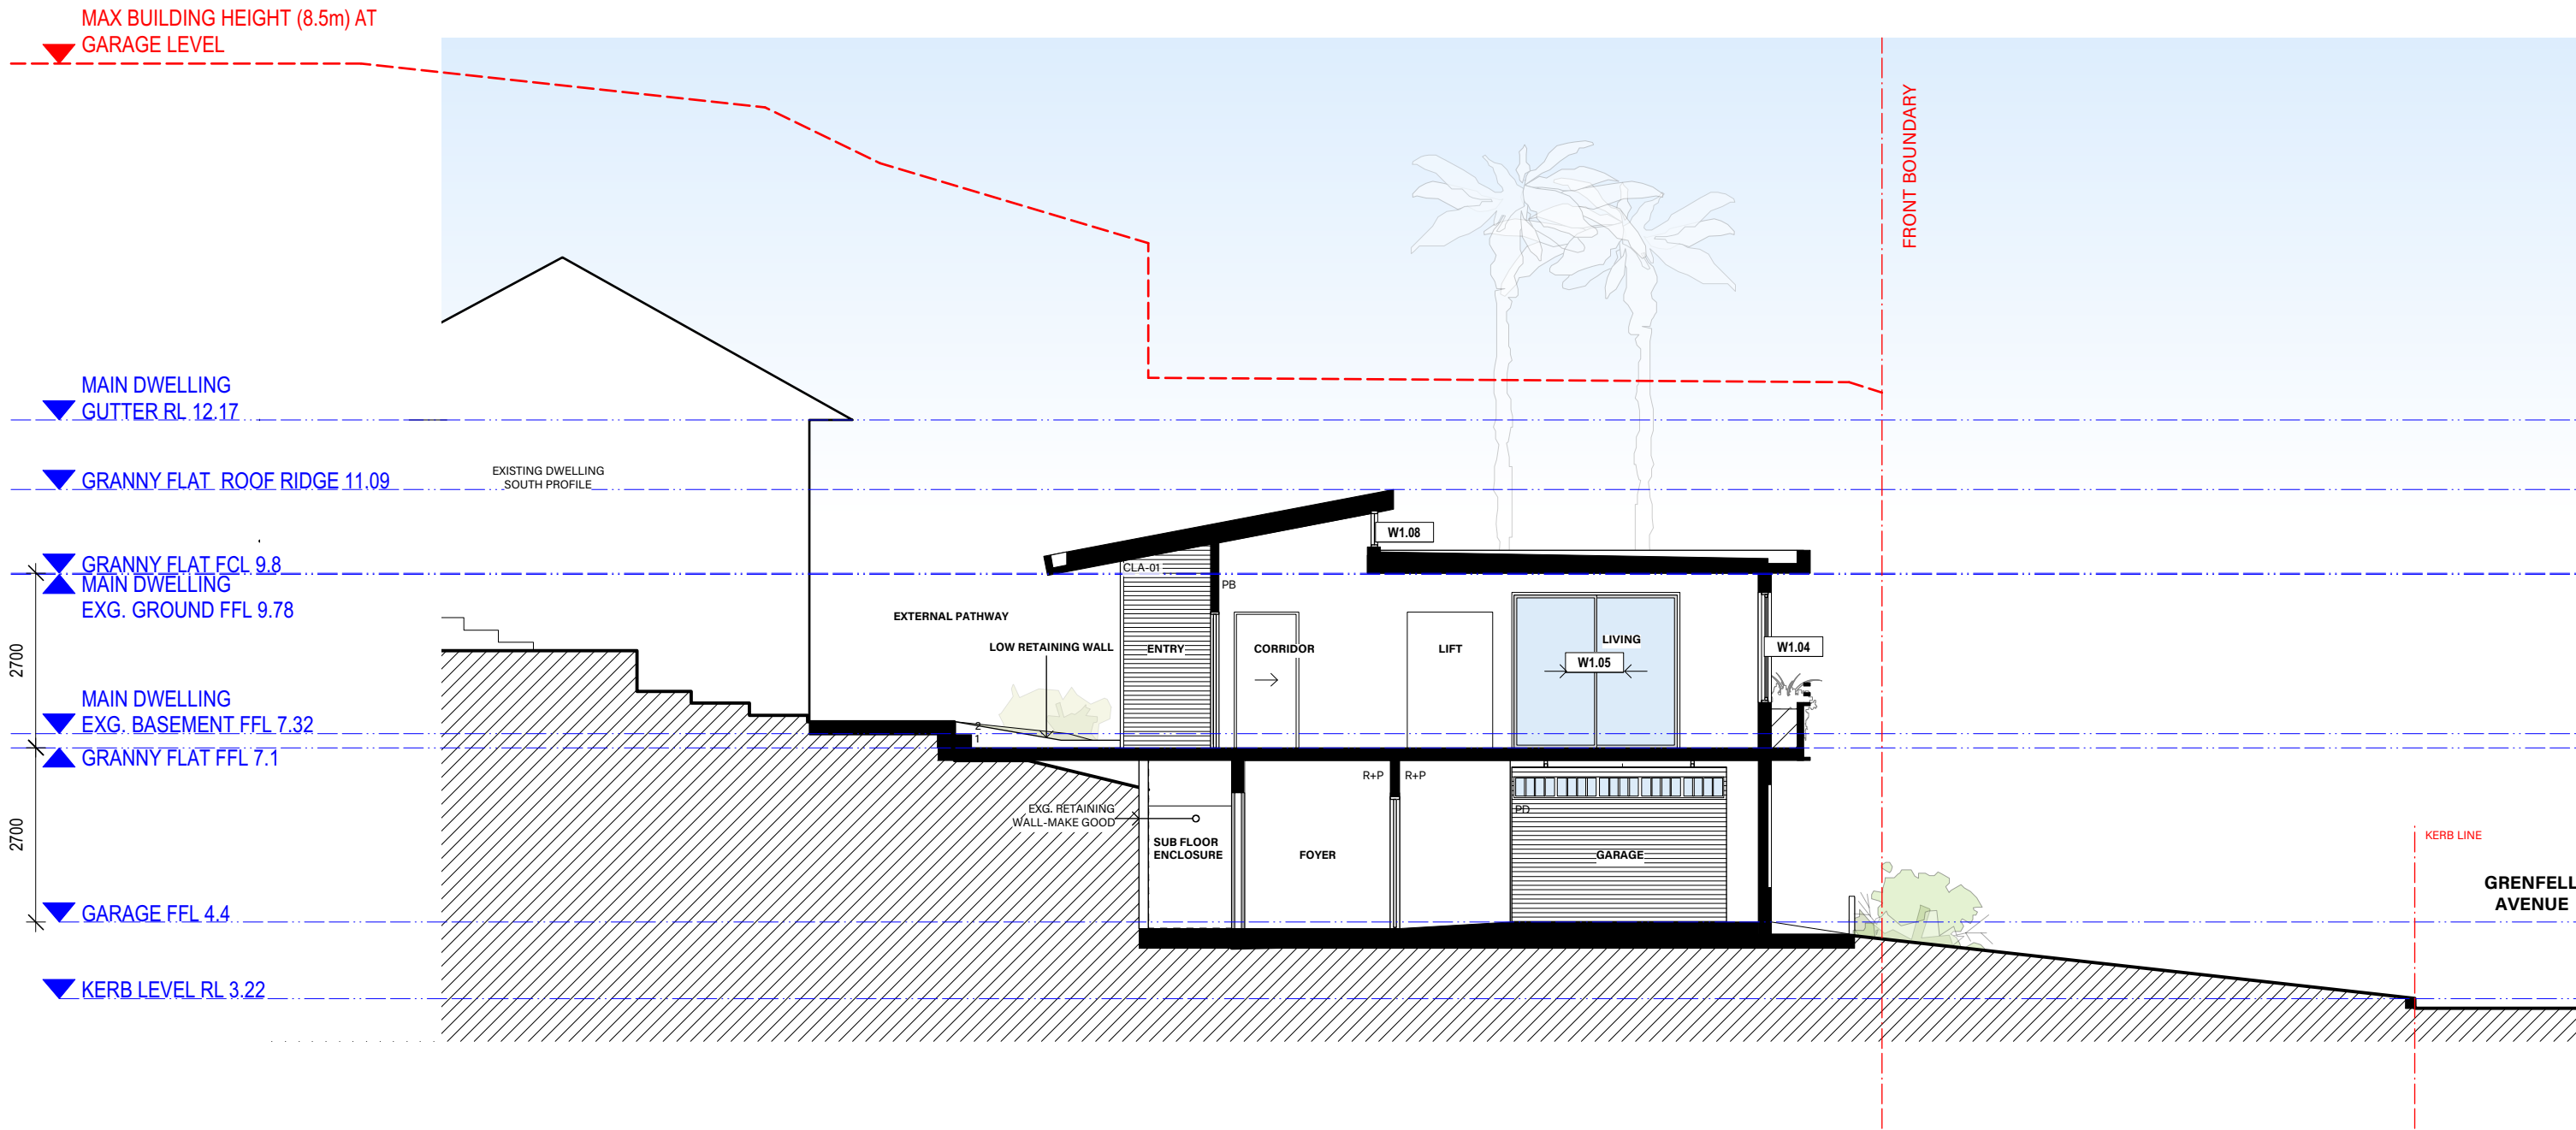 MAX BUILDING HEIGHT (8.5m) AT
GARAGE LEVEL
FRONT BOUNDARY
MAIN DWELLING
GUTTER RL 12.17
GRANNY FLAT ROOF RIDGE 11.09
EXISTING DWELLING
SOUTH PROFILE
W1.08
GRANNY FLAT FCL 9.8
MAIN DWELLING
EXG. GROUND FFL 9.78
CLA-01
PB
EXTERNAL PATHWAY
LOW RETAINING WALL
ENTRY
CORRIDOR
LIFT
LIVING
W1.05
W1.04
2700
MAIN DWELLING
EXG. BASEMENT FFL 7.32
2
1
GRANNY FLAT FFL 7.1
R+P
R+P
EXG. RETAINING
WALL-MAKE GOOD
PD
2700
SUB FLOOR
ENCLOSURE
FOYER
GARAGE
KERB LINE
GRENFELL
AVENUE
GARAGE FFL 4.4
KERB LEVEL RL 3.22